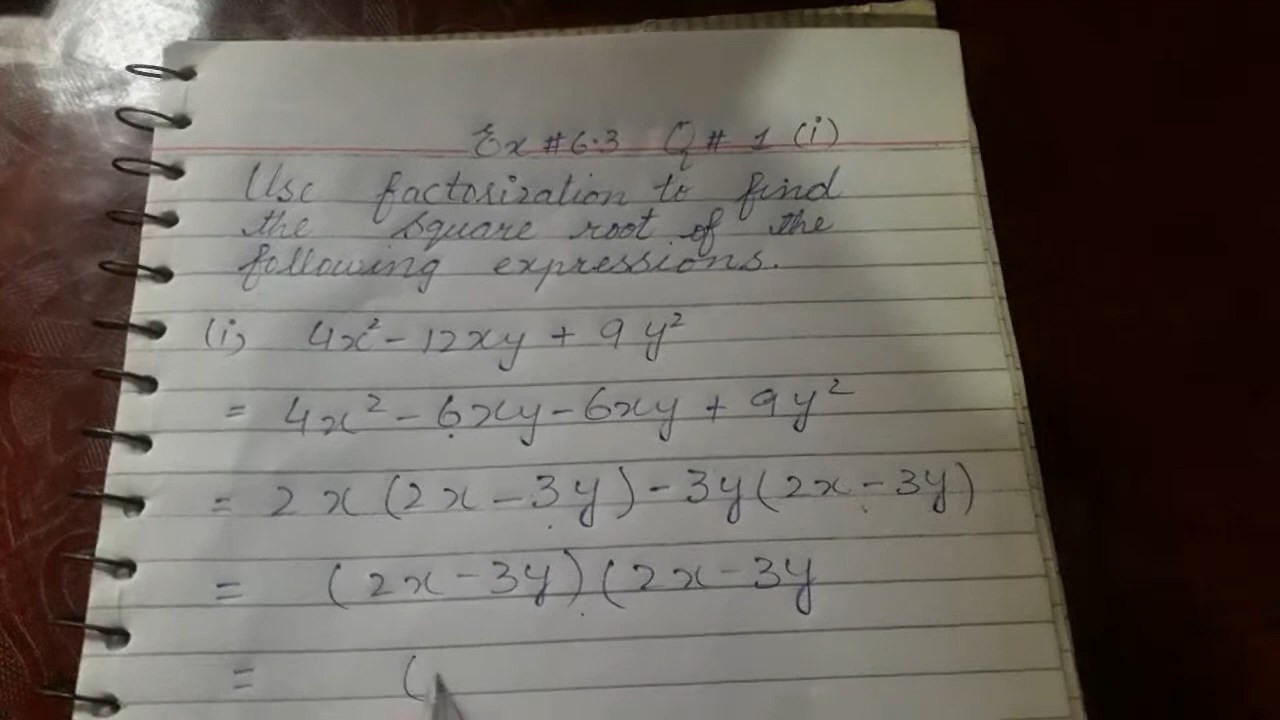 Ex #6.3 Q# 1 (i)
Use factorization to find
the square root of the
following expressions.
(i) 4x² - 12xy + 9y²
= 4x² - 6xy - 6xy + 9y²
= 2x(2x - 3y) - 3y(2x - 3y)
= (2x - 3y)(2x - 3y
= (